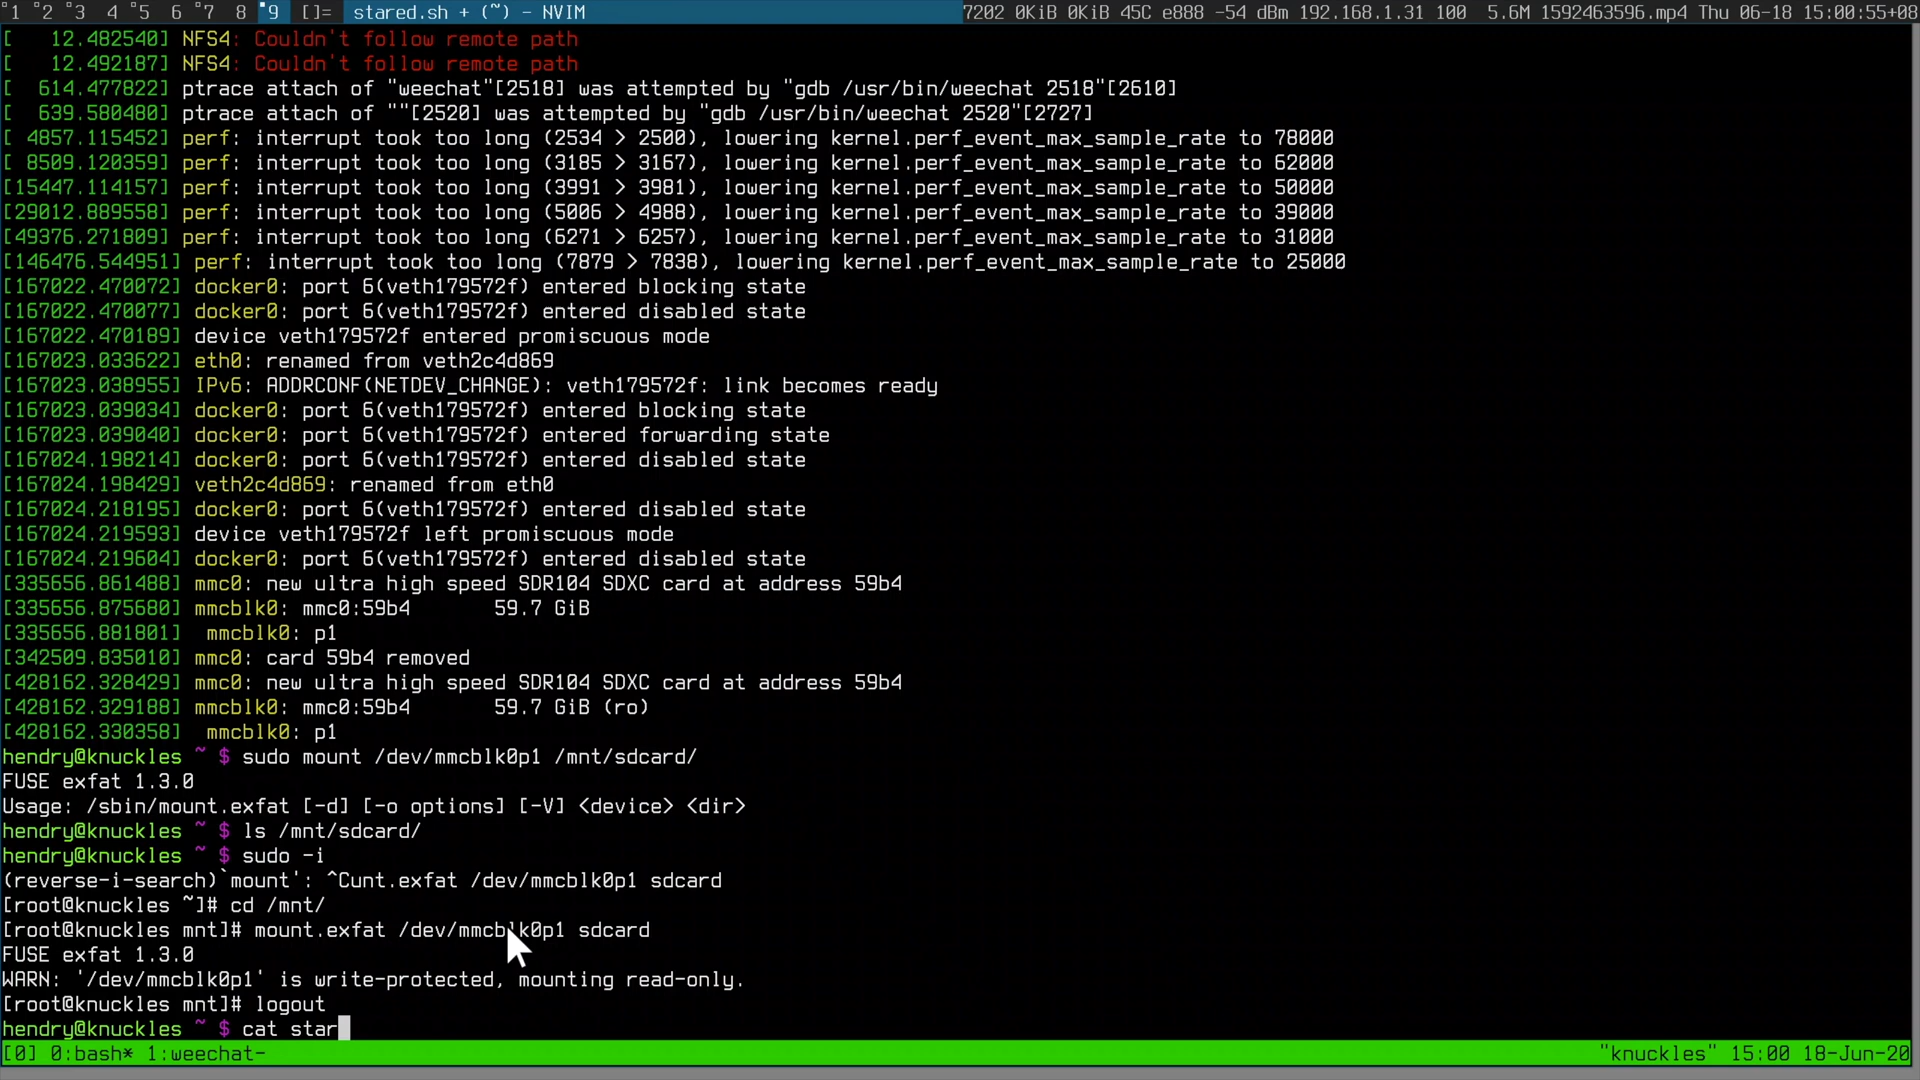 1 2 3 4 5 6 7 8 9 []= stared.sh + (~) - NVIM 7202 0KiB 0KiB 45C e888 -54 dBm 192.168.1.31 100 5.6M 1592463596.mp4 Thu 06-18 15:00:55+08
[   12.482540] NFS4: Couldn't follow remote path
[   12.492187] NFS4: Couldn't follow remote path
[  614.477822] ptrace attach of "weechat"[2518] was attempted by "gdb /usr/bin/weechat 2518"[2610]
[  639.580480] ptrace attach of ""[2520] was attempted by "gdb /usr/bin/weechat 2520"[2727]
[ 4857.115452] perf: interrupt took too long (2534 > 2500), lowering kernel.perf_event_max_sample_rate to 78000
[ 8509.120359] perf: interrupt took too long (3185 > 3167), lowering kernel.perf_event_max_sample_rate to 62000
[15447.114157] perf: interrupt took too long (3991 > 3981), lowering kernel.perf_event_max_sample_rate to 50000
[29012.889558] perf: interrupt took too long (5006 > 4988), lowering kernel.perf_event_max_sample_rate to 39000
[49376.271809] perf: interrupt took too long (6271 > 6257), lowering kernel.perf_event_max_sample_rate to 31000
[146476.544951] perf: interrupt took too long (7879 > 7838), lowering kernel.perf_event_max_sample_rate to 25000
[167022.470072] docker0: port 6(veth179572f) entered blocking state
[167022.470077] docker0: port 6(veth179572f) entered disabled state
[167022.470189] device veth179572f entered promiscuous mode
[167023.033622] eth0: renamed from veth2c4d869
[167023.038955] IPv6: ADDRCONF(NETDEV_CHANGE): veth179572f: link becomes ready
[167023.039034] docker0: port 6(veth179572f) entered blocking state
[167023.039040] docker0: port 6(veth179572f) entered forwarding state
[167024.198214] docker0: port 6(veth179572f) entered disabled state
[167024.198429] veth2c4d869: renamed from eth0
[167024.218195] docker0: port 6(veth179572f) entered disabled state
[167024.219593] device veth179572f left promiscuous mode
[167024.219604] docker0: port 6(veth179572f) entered disabled state
[335656.861488] mmc0: new ultra high speed SDR104 SDXC card at address 59b4
[335656.875680] mmcblk0: mmc0:59b4       59.7 GiB
[335656.881801]  mmcblk0: p1
[342509.835010] mmc0: card 59b4 removed
[428162.328429] mmc0: new ultra high speed SDR104 SDXC card at address 59b4
[428162.329188] mmcblk0: mmc0:59b4       59.7 GiB (ro)
[428162.330358]  mmcblk0: p1
hendry@knuckles ~ $ sudo mount /dev/mmcblk0p1 /mnt/sdcard/
FUSE exfat 1.3.0
Usage: /sbin/mount.exfat [-d] [-o options] [-V] <device> <dir>
hendry@knuckles ~ $ ls /mnt/sdcard/
hendry@knuckles ~ $ sudo -i
(reverse-i-search)`mount': ^Cunt.exfat /dev/mmcblk0p1 sdcard
[root@knuckles ~]# cd /mnt/
[root@knuckles mnt]# mount.exfat /dev/mmcblk0p1 sdcard
FUSE exfat 1.3.0
WARN: '/dev/mmcblk0p1' is write-protected, mounting read-only.
[root@knuckles mnt]# logout
hendry@knuckles ~ $ cat star
[0] 0:bash* 1:weechat- "knuckles" 15:00 18-Jun-20